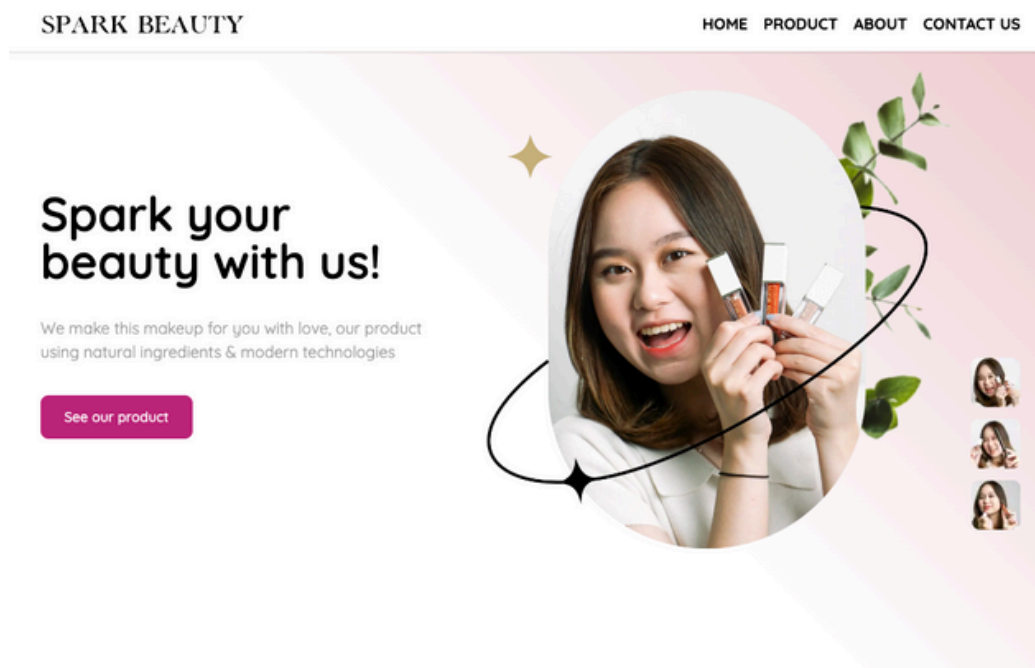 SPARK BEAUTY
HOME PRODUCT ABOUT CONTACT US
Spark your
beauty with us!
We make this makeup for you with love, our product
using natural ingredients & modern technologies
See our product